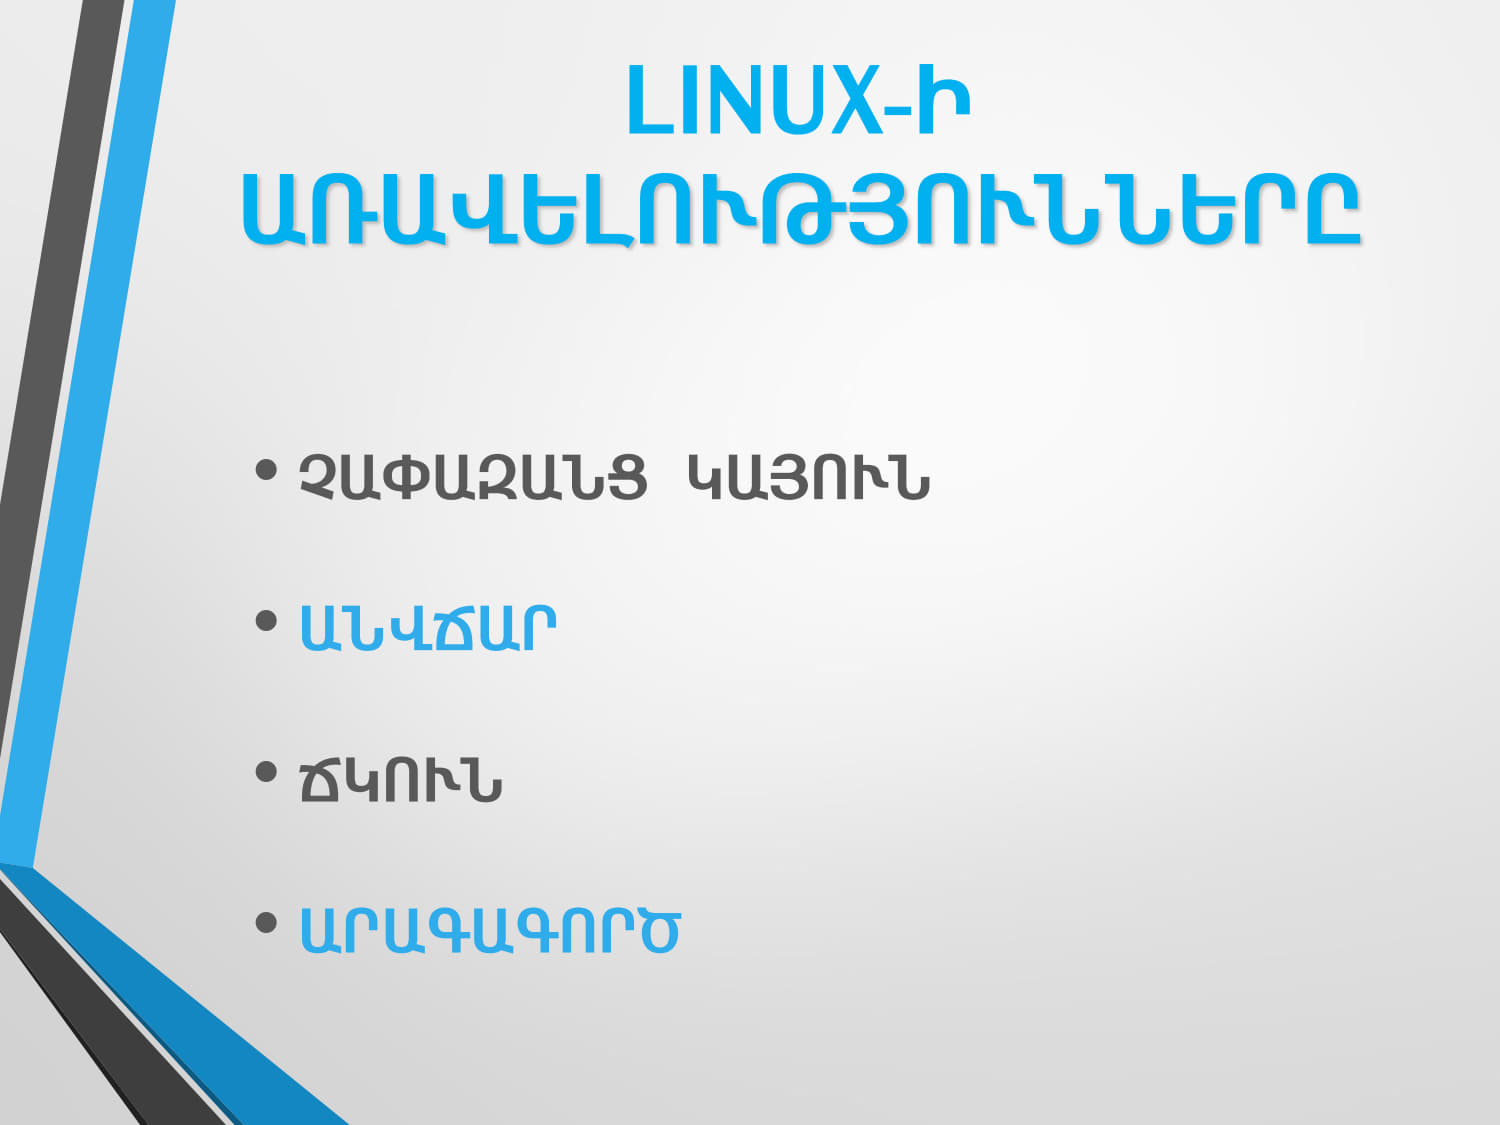 LINUX-Ի
ԱՌԱՎԵԼՈՒԹՅՈՒՆՆԵՐԸ
• ՉԱՓԱԶԱՆՑ ԿԱՅՈՒՆ
• ԱՆՎՃԱՐ
• ՃԿՈՒՆ
• ԱՐԱԳԱԳՈՐԾ